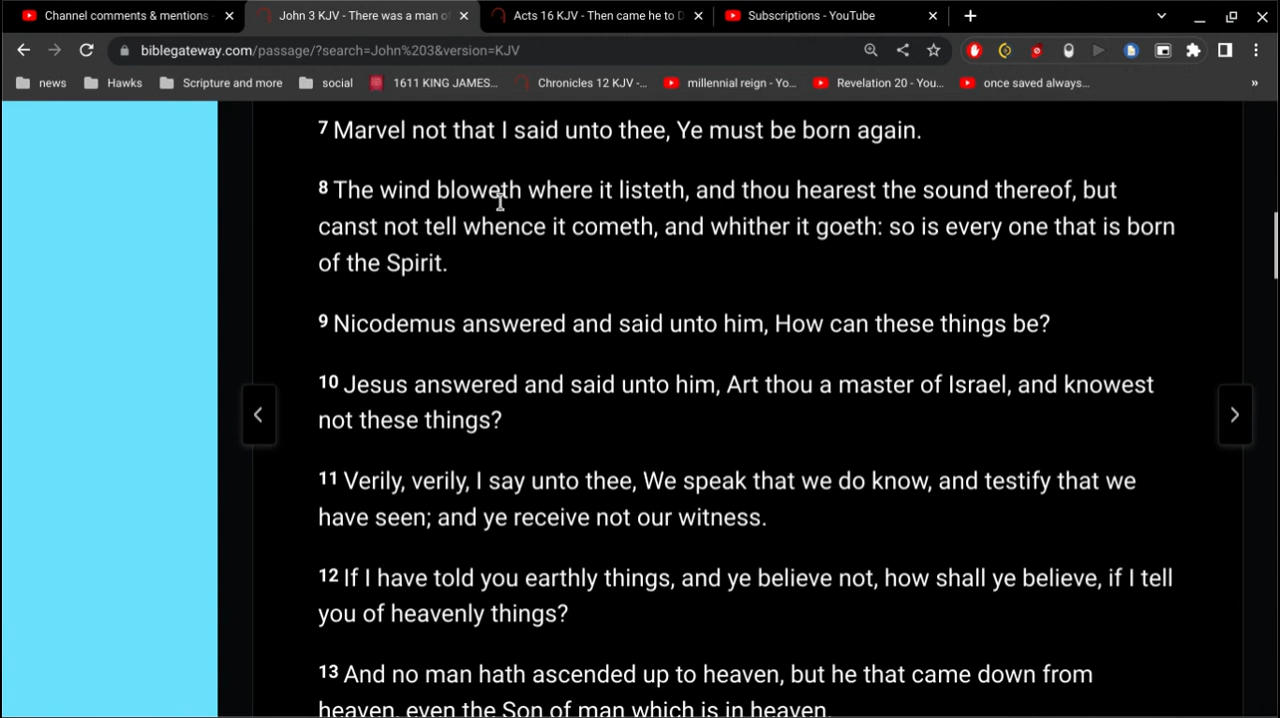 Channel comments & mentions -
John 3 KJV - There was a man of
Acts 16 KJV - Then came he to D
Subscriptions - YouTube
biblegateway.com/passage/?search=John%203&version=KJV
news
Hawks
Scripture and more
social
1611 KING JAMES...
Chronicles 12 KJV -...
millennial reign - Yo...
Revelation 20 - You...
once saved always...
»
7 Marvel not that I said unto thee, Ye must be born again.
8 The wind bloweth where it listeth, and thou hearest the sound thereof, but
canst not tell whence it cometh, and whither it goeth: so is every one that is born
of the Spirit.
9 Nicodemus answered and said unto him, How can these things be?
10 Jesus answered and said unto him, Art thou a master of Israel, and knowest
not these things?
11 Verily, verily, I say unto thee, We speak that we do know, and testify that we
have seen; and ye receive not our witness.
12 If I have told you earthly things, and ye believe not, how shall ye believe, if I tell
you of heavenly things?
13 And no man hath ascended up to heaven, but he that came down from
heaven, even the Son of man which is in heaven.